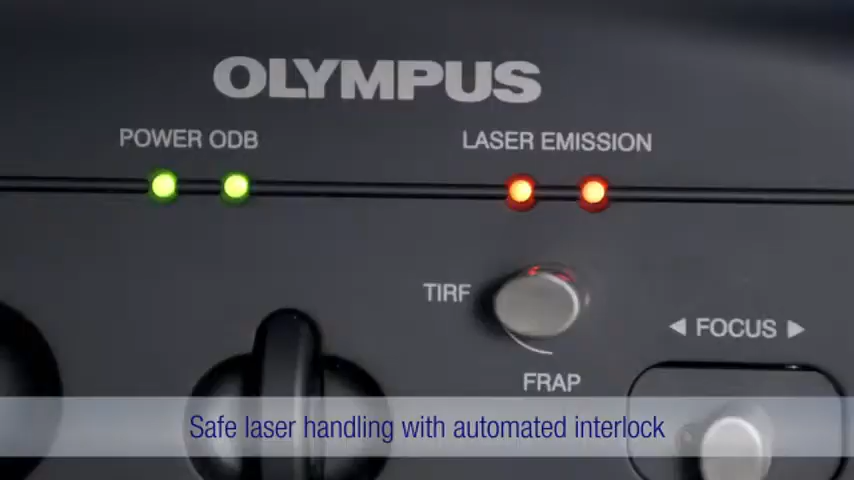 OLYMPUS
POWER ODB
LASER EMISSION
TIRF
◀ FOCUS ▶
FRAP
Safe laser handling with automated interlock